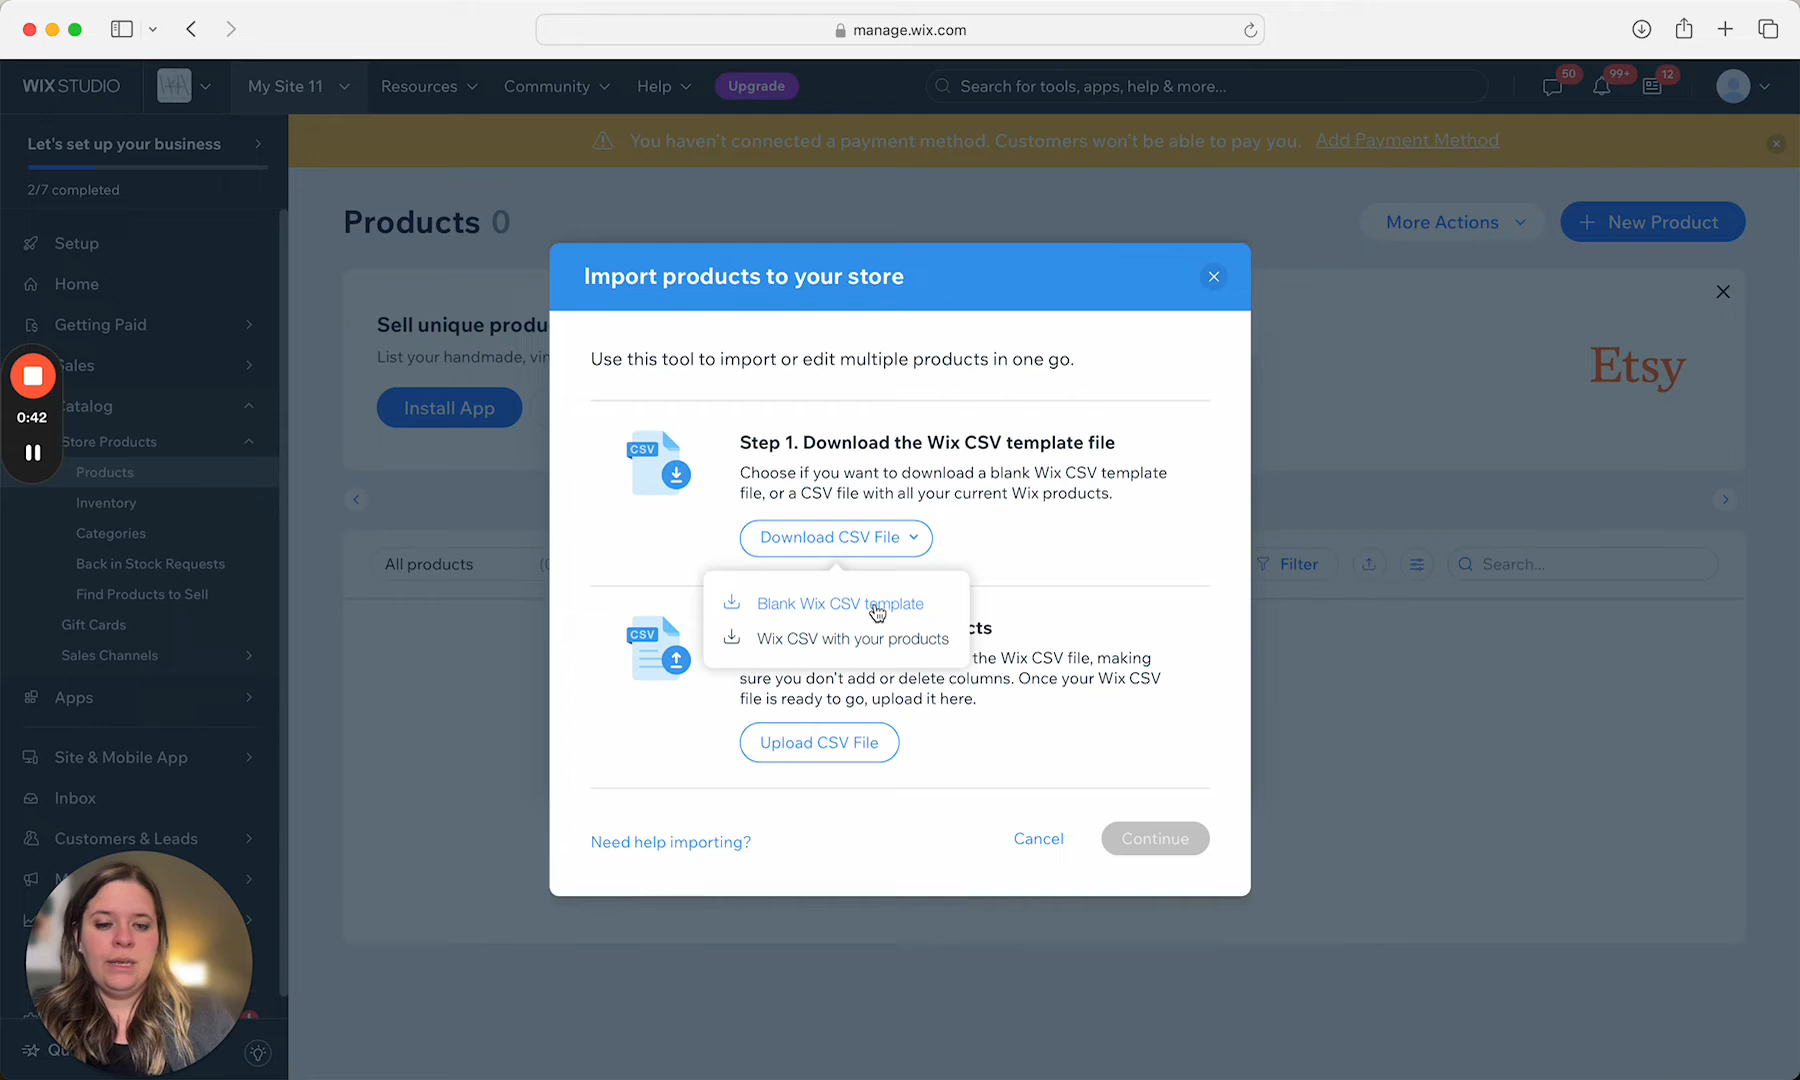 manage.wix.com
WIX STUDIO
My Site 11
Resources
Community
Help
Upgrade
Search for tools, apps, help & more...
50
99+
12
Let's set up your business
2/7 completed
You haven't connected a payment method. Customers won't be able to pay you. Add Payment Method
Setup
Home
Getting Paid
Sales
Catalog
Store Products
Products
Inventory
Categories
Back in Stock Requests
Find Products to Sell
Gift Cards
Sales Channels
Apps
Site & Mobile App
Inbox
Customers & Leads
0:42
Products 0
More Actions
+ New Product
Sell unique produ
List your handmade, vin
Install App
Etsy
All products
Filter
Search...
Import products to your store
Use this tool to import or edit multiple products in one go.
CSV
Step 1. Download the Wix CSV template file
Choose if you want to download a blank Wix CSV template
file, or a CSV file with all your current Wix products.
Download CSV File
Blank Wix CSV template
Wix CSV with your products
CSV
cts
the Wix CSV file, making
sure you don't add or delete columns. Once your Wix CSV
file is ready to go, upload it here.
Upload CSV File
Need help importing?
Cancel
Continue